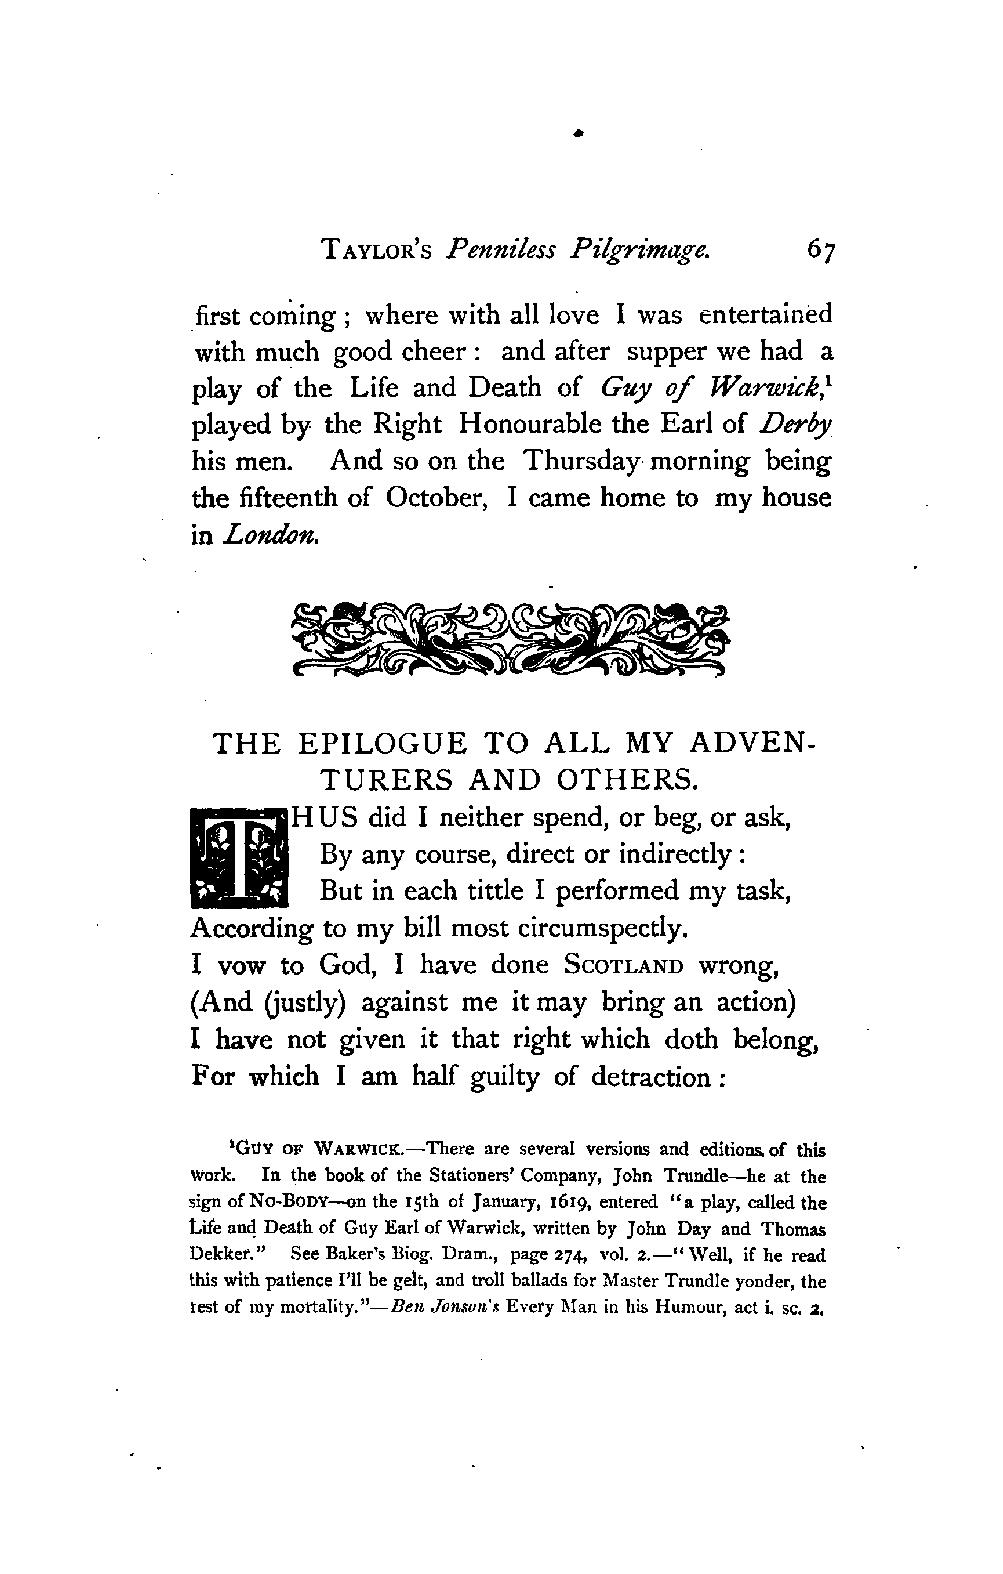 TAYLOR'S Penniless Pilgrimage. 67
first coming ; where with all love I was entertained
with much good cheer : and after supper we had a
play of the Life and Death of Guy of Warwick,¹
played by the Right Honourable the Earl of Derby
his men. And so on the Thursday morning being
the fifteenth of October, I came home to my house
in London.
THE EPILOGUE TO ALL MY ADVEN-
TURERS AND OTHERS.
THUS did I neither spend, or beg, or ask,
By any course, direct or indirectly :
But in each tittle I performed my task,
According to my bill most circumspectly.
I vow to God, I have done SCOTLAND wrong,
(And (justly) against me it may bring an action)
I have not given it that right which doth belong,
For which I am half guilty of detraction :
¹GUY OF WARWICK.—There are several versions and editions of this
work. In the book of the Stationers' Company, John Trundle—he at the
sign of NO-BODY—on the 15th of January, 1619, entered "a play, called the
Life and Death of Guy Earl of Warwick, written by John Day and Thomas
Dekker." See Baker's Biog. Dram., page 274, vol. 2.—"Well, if he read
this with patience I'll be gelt, and troll ballads for Master Trundle yonder, the
rest of my mortality."—Ben Jonson's Every Man in his Humour, act i. sc. 2.